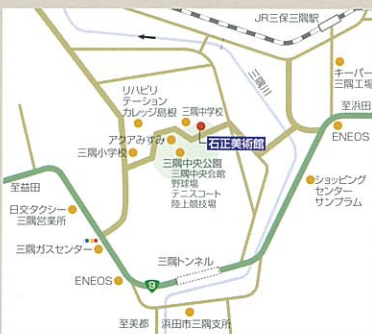 JR三保三隅駅
三隅川
キーパー
三隅工場
リハビリ
テーション
カレッジ島根
三隅中学校
至浜田
ENEOS
アクアみすみ
石正美術館
三隅小学校
三隅中央公園
三隅中央会館
野球場
テニスコート
陸上競技場
至益田
ショッピング
センター
サンプラム
日交タクシー
三隅営業所
三隅ガスセンター
三隅トンネル
ENEOS
9
至美都
浜田市三隅支所